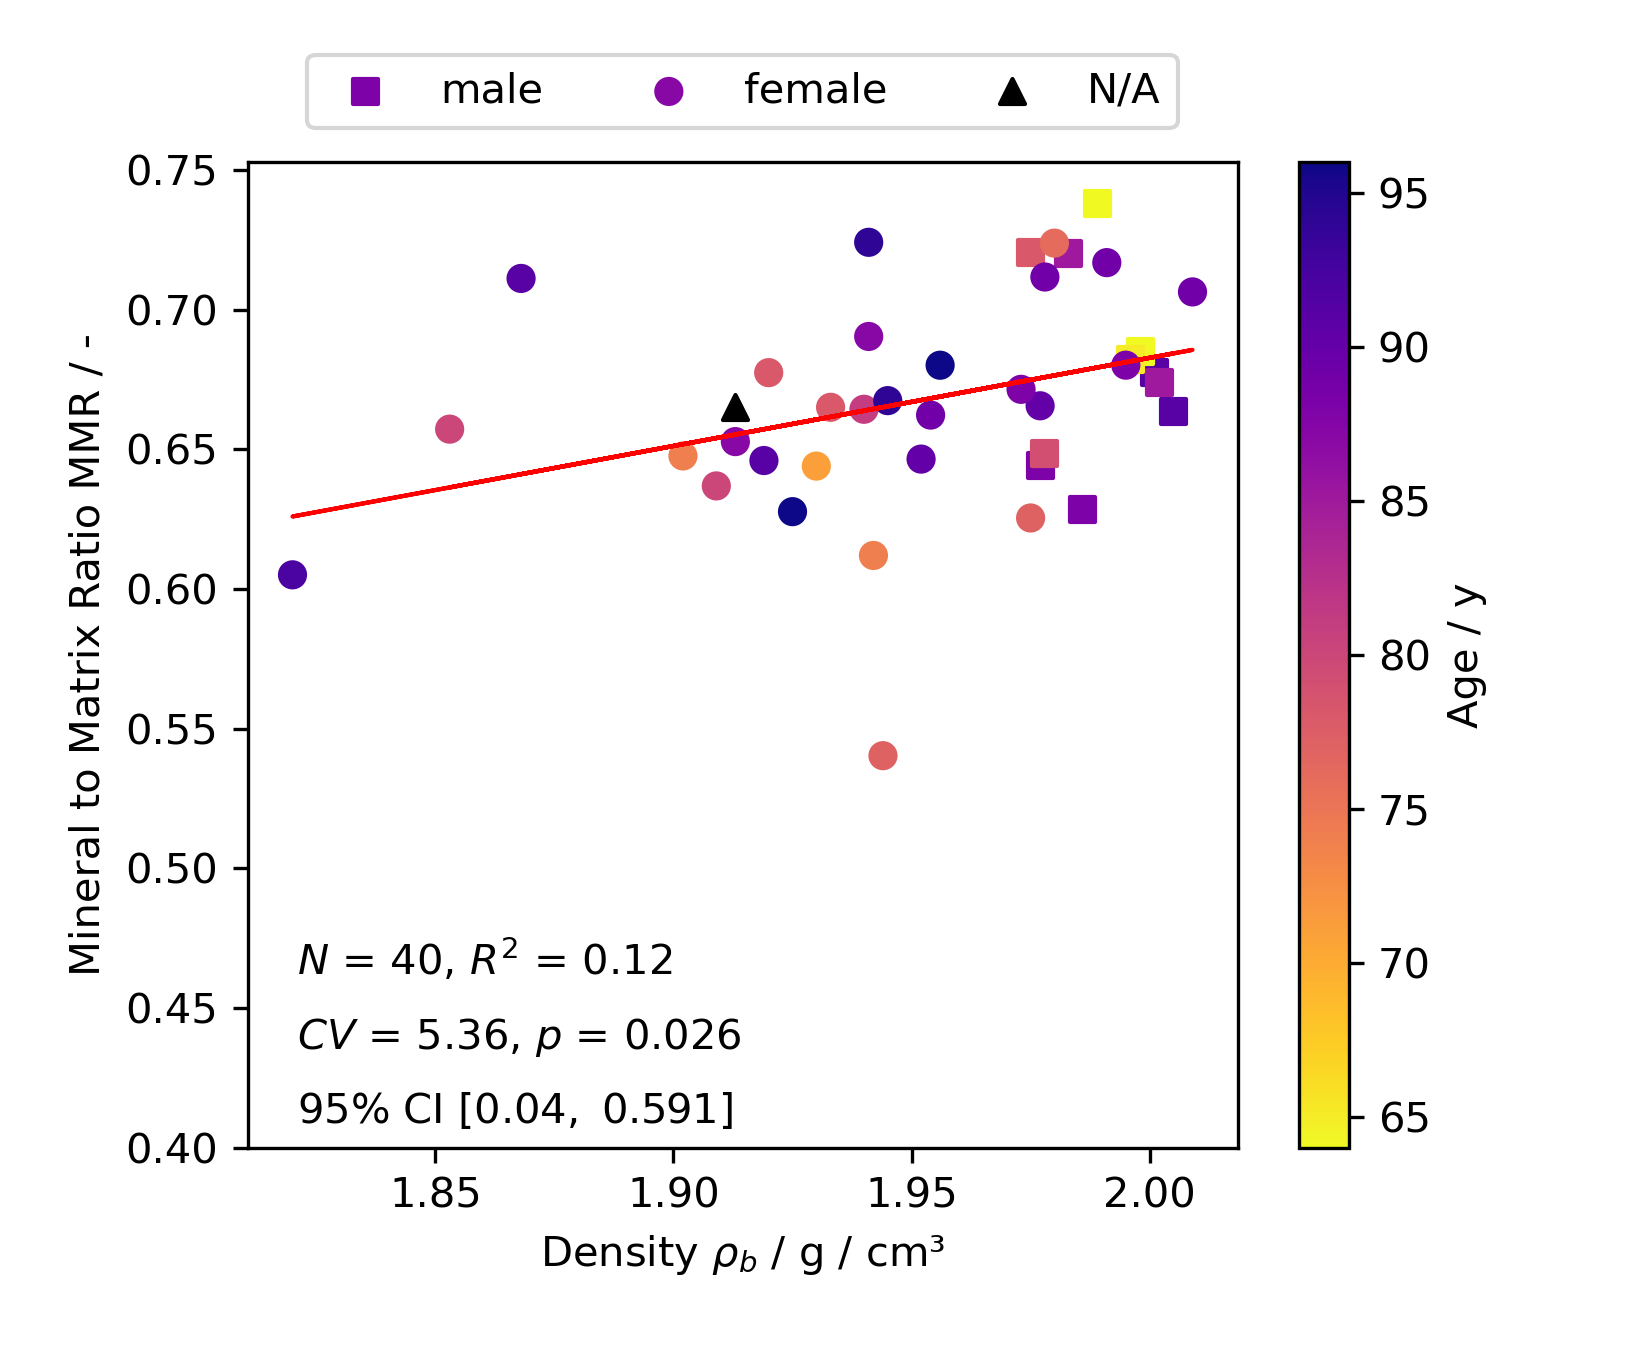 male female N/A
0.75
0.70
0.65
0.60
0.55
0.50
0.45
0.40
Mineral to Matrix Ratio MMR / -
N = 40, R² = 0.12
CV = 5.36, p = 0.026
95% CI [0.04, 0.591]
1.85 1.90 1.95 2.00
Density ρ_b / g / cm³
95
90
85
80
75
70
65
Age / y